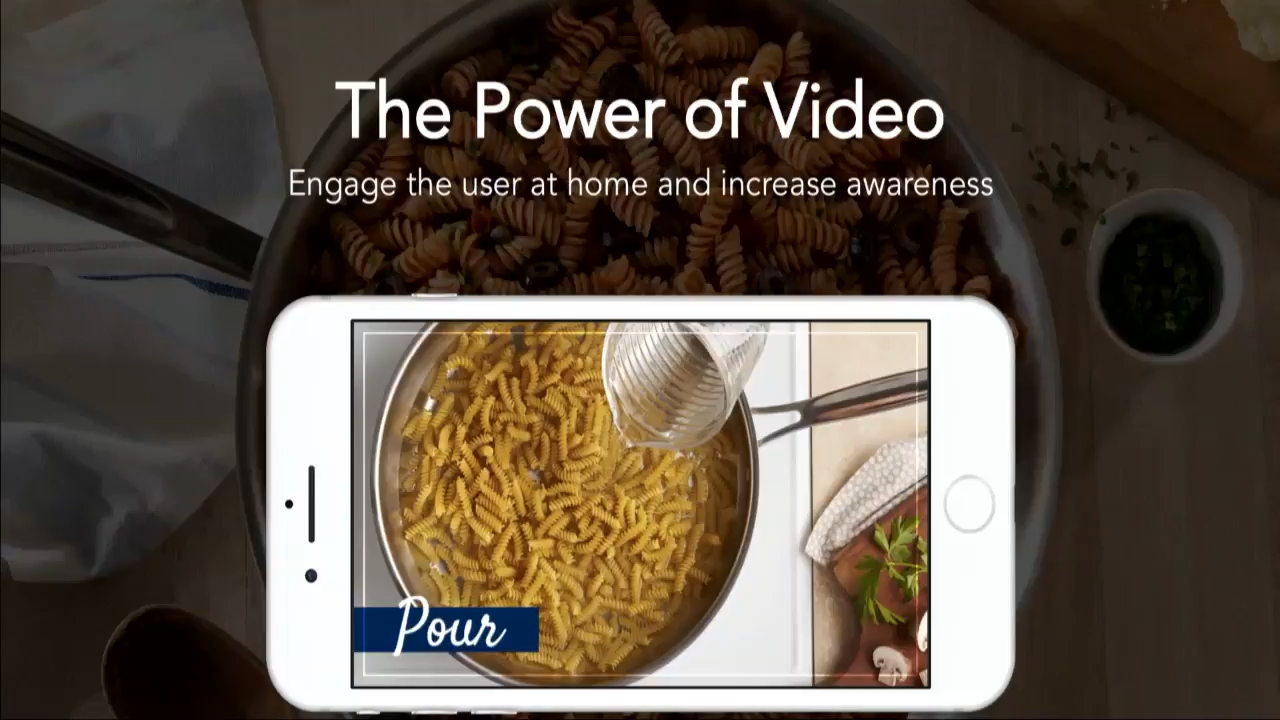 The Power of Video
Engage the user at home and increase awareness
Pour